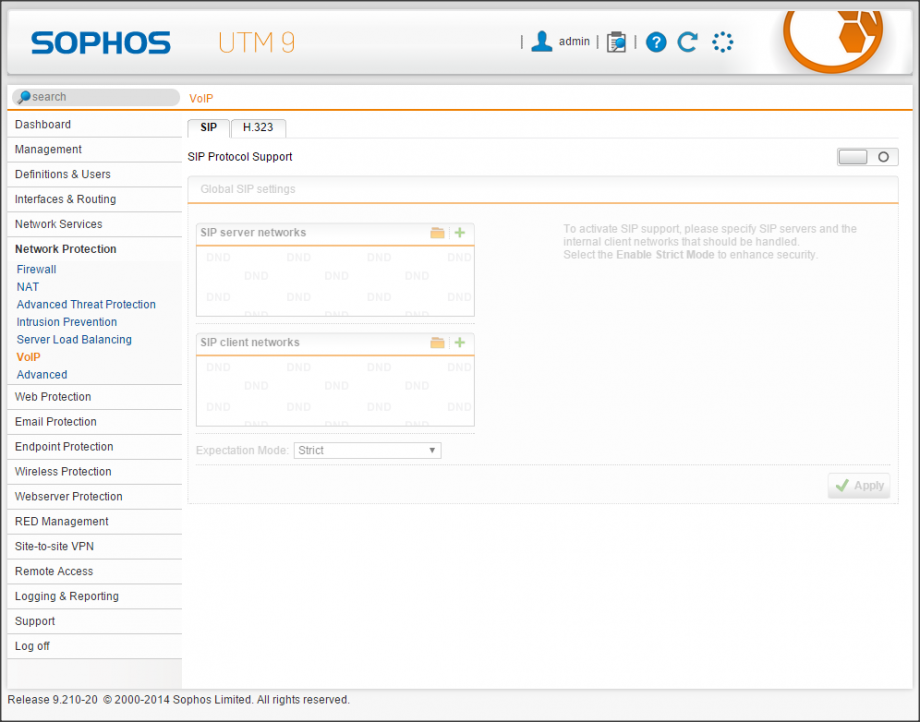 SOPHOS UTM 9
| admin | | ?
search
VoIP
Dashboard
Management
Definitions & Users
Interfaces & Routing
Network Services
Network Protection
Firewall
NAT
Advanced Threat Protection
Intrusion Prevention
Server Load Balancing
VoIP
Advanced
Web Protection
Email Protection
Endpoint Protection
Wireless Protection
Webserver Protection
RED Management
Site-to-site VPN
Remote Access
Logging & Reporting
Support
Log off
SIP H.323
SIP Protocol Support
Global SIP settings
SIP server networks
DND DND DND DND
DND DND DND
DND DND DND DND
DND DND DND
SIP client networks
DND DND DND DND
DND DND DND
DND DND DND DND
DND DND DND
Expectation Mode: Strict
To activate SIP support, please specify SIP servers and the
internal client networks that should be handled.
Select the Enable Strict Mode to enhance security.
Apply
Release 9.210-20 © 2000-2014 Sophos Limited. All rights reserved.